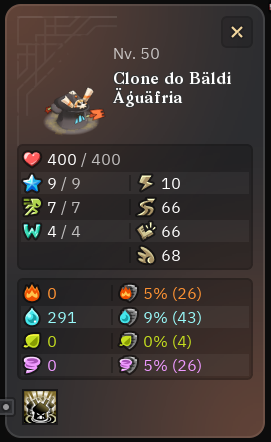 Nv. 50
Clone do Bäldi
Äguäfria
400 / 400
9 / 9 10
7 / 7 66
4 / 4 66
68
0 5% (26)
291 9% (43)
0 0% (4)
0 5% (26)